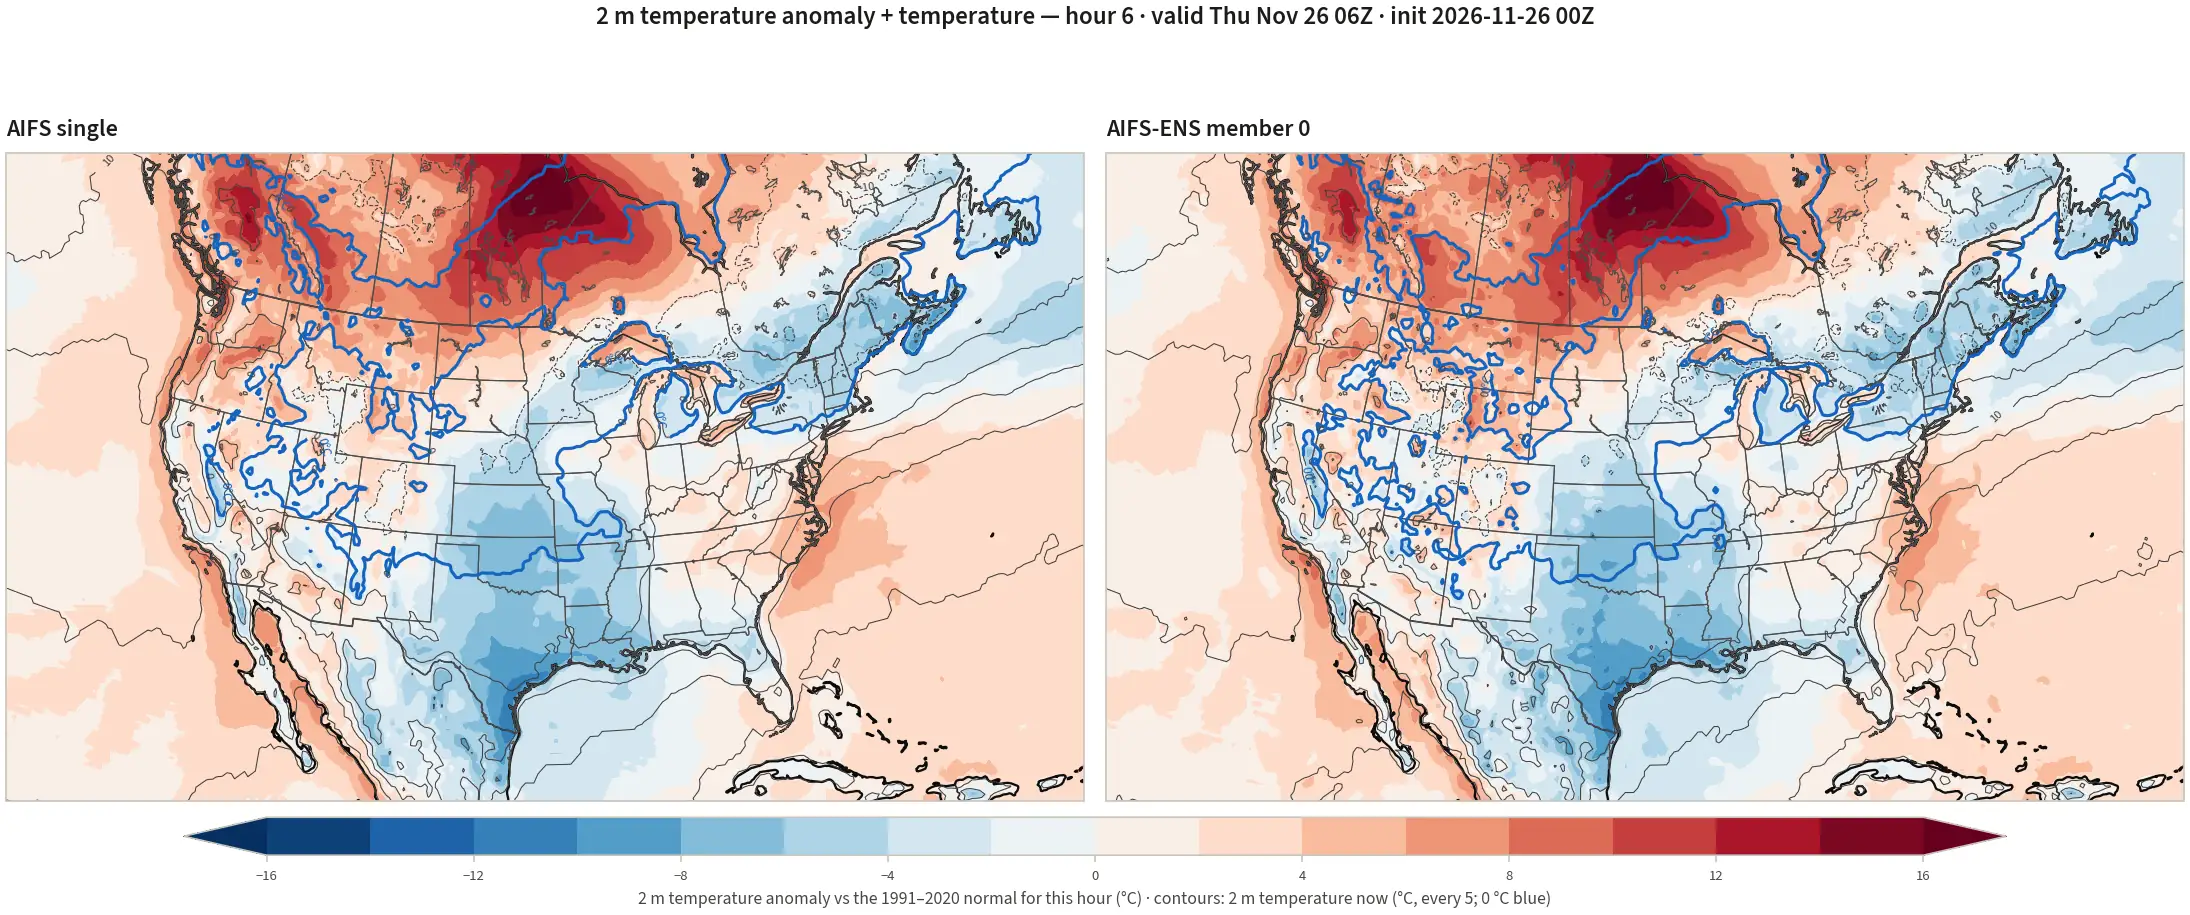 2 m temperature anomaly + temperature — hour 6 · valid Thu Nov 26 06Z · init 2026-11-26 00Z
AIFS single
AIFS-ENS member 0
−16 −12 −8 −4 0 4 8 12 16
2 m temperature anomaly vs the 1991–2020 normal for this hour (°C) · contours: 2 m temperature now (°C, every 5; 0 °C blue)